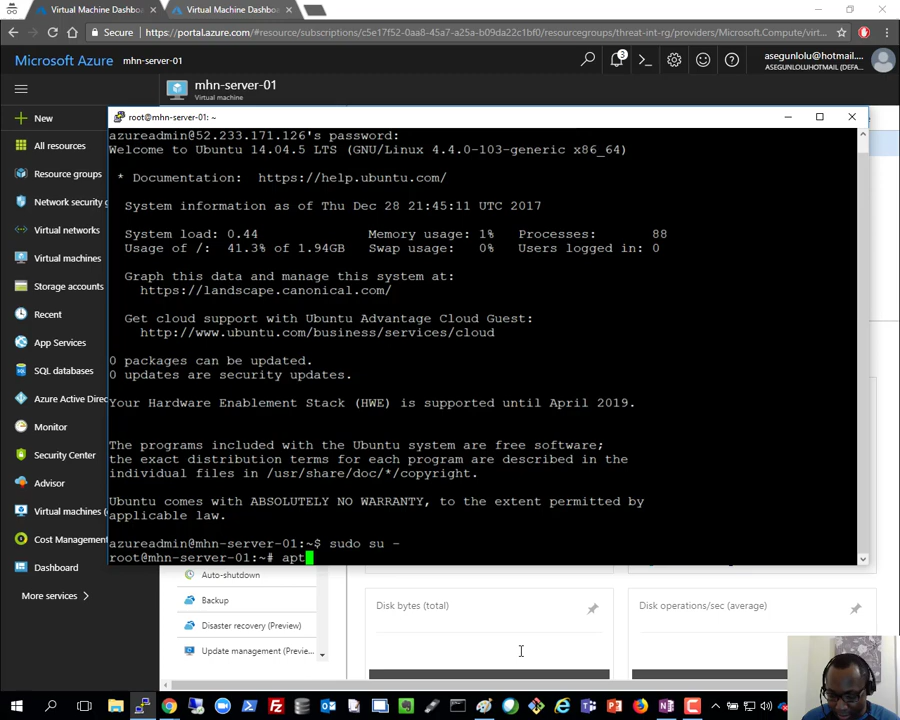 Virtual Machine Dashbo
Virtual Machine Dashbo
Secure
https://portal.azure.com/#resource/subscriptions/c5e17f52-0aa8-45a7-a25a-b09da22c1bf0/resourcegroups/threat-int-rg/providers/Microsoft.Compute/virt...
Microsoft Azure mhn-server-01
3
asegunlolu@hotmail....
ASEGUNLOLUHOTMAIL (DEFA...
mhn-server-01
Virtual machine
New
All resources
Resource groups
Network security g
Virtual networks
Virtual machines
Storage accounts
Recent
App Services
SQL databases
Azure Active Direc
Monitor
Security Center
Advisor
Virtual machines (
Cost Management
Dashboard
More services
root@mhn-server-01: ~
azureadmin@52.233.171.126's password:
Welcome to Ubuntu 14.04.5 LTS (GNU/Linux 4.4.0-103-generic x86_64)
* Documentation: https://help.ubuntu.com/
System information as of Thu Dec 28 21:45:11 UTC 2017
System load: 0.44 Memory usage: 1% Processes: 88
Usage of /: 41.3% of 1.94GB Swap usage: 0% Users logged in: 0
Graph this data and manage this system at:
https://landscape.canonical.com/
Get cloud support with Ubuntu Advantage Cloud Guest:
http://www.ubuntu.com/business/services/cloud
0 packages can be updated.
0 updates are security updates.
Your Hardware Enablement Stack (HWE) is supported until April 2019.
The programs included with the Ubuntu system are free software;
the exact distribution terms for each program are described in the
individual files in /usr/share/doc/*/copyright.
Ubuntu comes with ABSOLUTELY NO WARRANTY, to the extent permitted by
applicable law.
azureadmin@mhn-server-01:~$ sudo su -
root@mhn-server-01:~# apt
Auto-shutdown
Backup
Disaster recovery (Preview)
Update management (Previe...
Disk bytes (total)
Disk operations/sec (average)